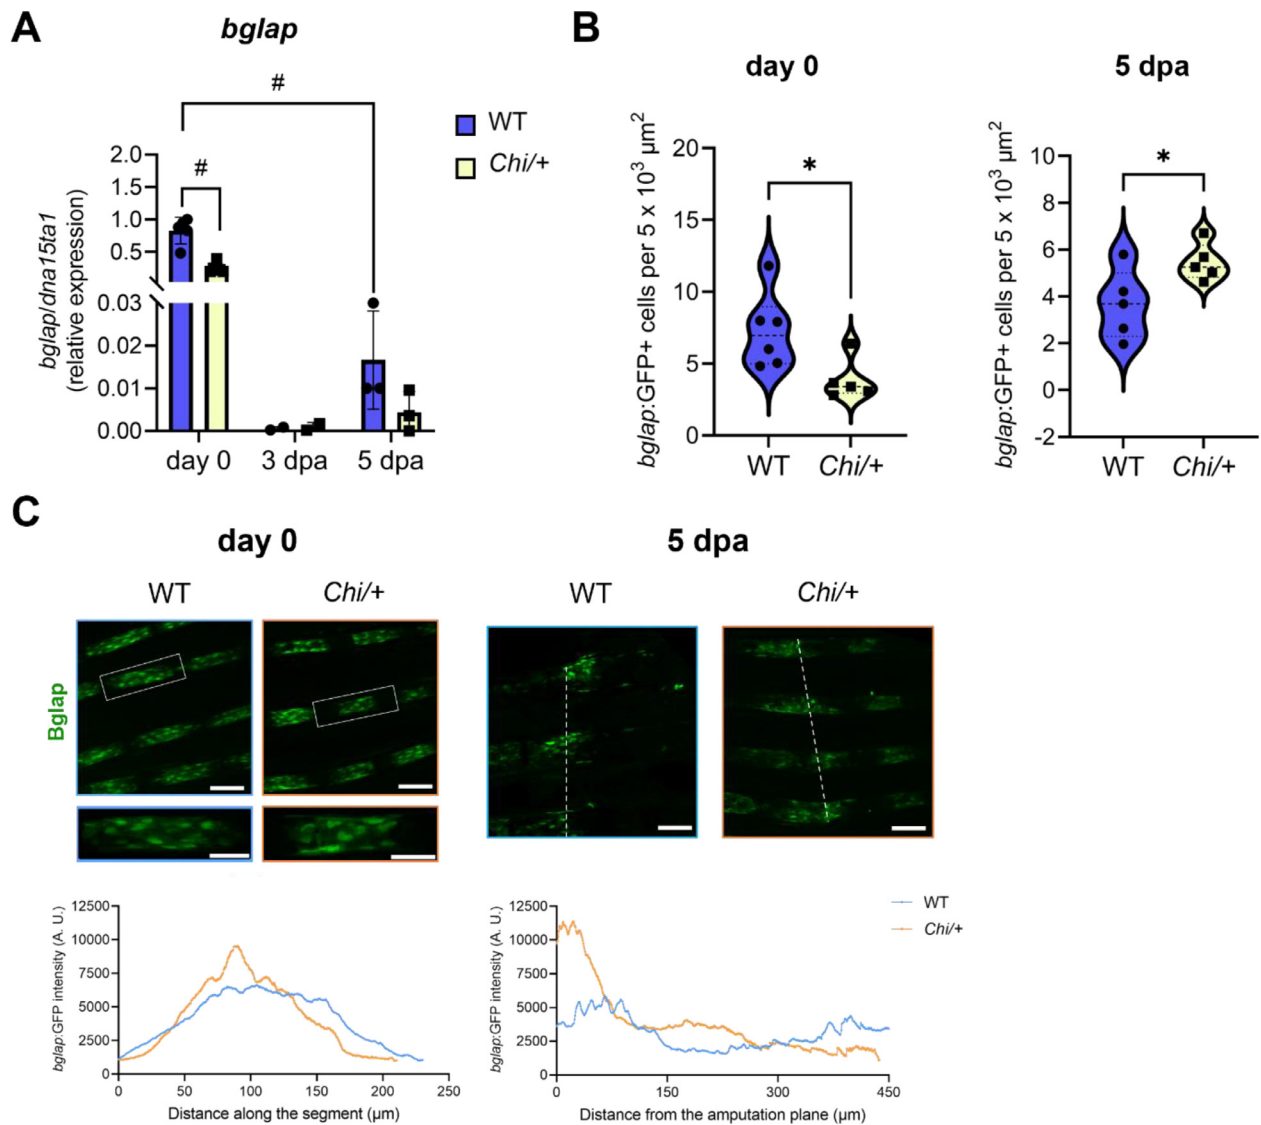 A
bglap
#
#
WT
Chi/+
bglap/dna15ta1
(relative expression)
2.0
1.5
1.0
0.5
0.03
0.02
0.01
0.00
day 0
3 dpa
5 dpa
B
day 0
5 dpa
bglap:GFP+ cells per 5 x 10³ µm²
20
15
10
5
0
*
WT
Chi/+
bglap:GFP+ cells per 5 x 10³ µm²
10
8
6
4
2
0
-2
*
WT
Chi/+
C
day 0
5 dpa
WT
Chi/+
WT
Chi/+
Bglap
bglap:GFP intensity (A. U.)
12500
10000
7500
5000
2500
0
0
50
100
150
200
250
Distance along the segment (µm)
bglap:GFP intensity (A. U.)
12500
10000
7500
5000
2500
0
0
150
300
450
Distance from the amputation plane (µm)
WT
Chi/+